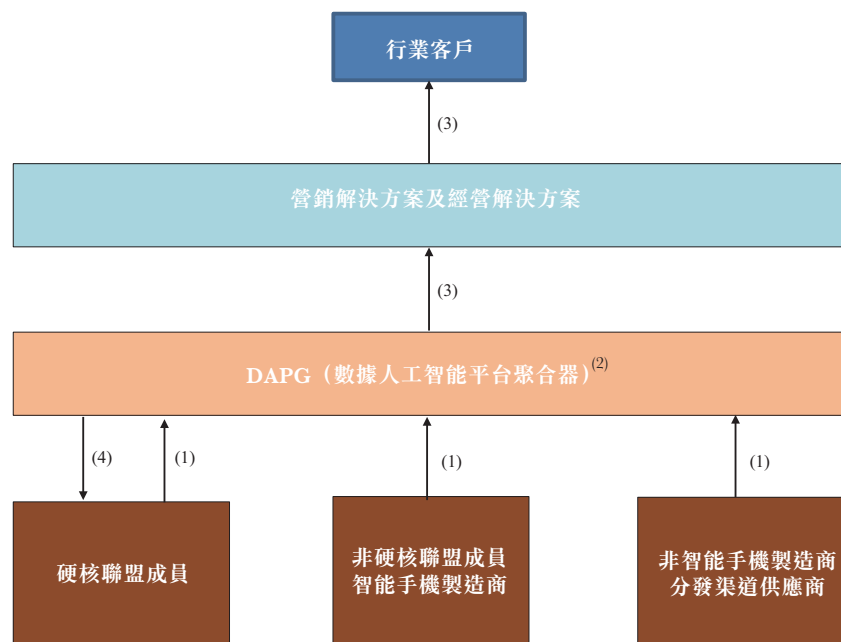 行業客戶
(3)
營銷解決方案及經營解決方案
(3)
DAPG（數據人工智能平台聚合器）(2)
(4)
(1)
(1)
(1)
硬核聯盟成員
非硬核聯盟成員
智能手機製造商
非智能手機製造商
分發渠道供應商